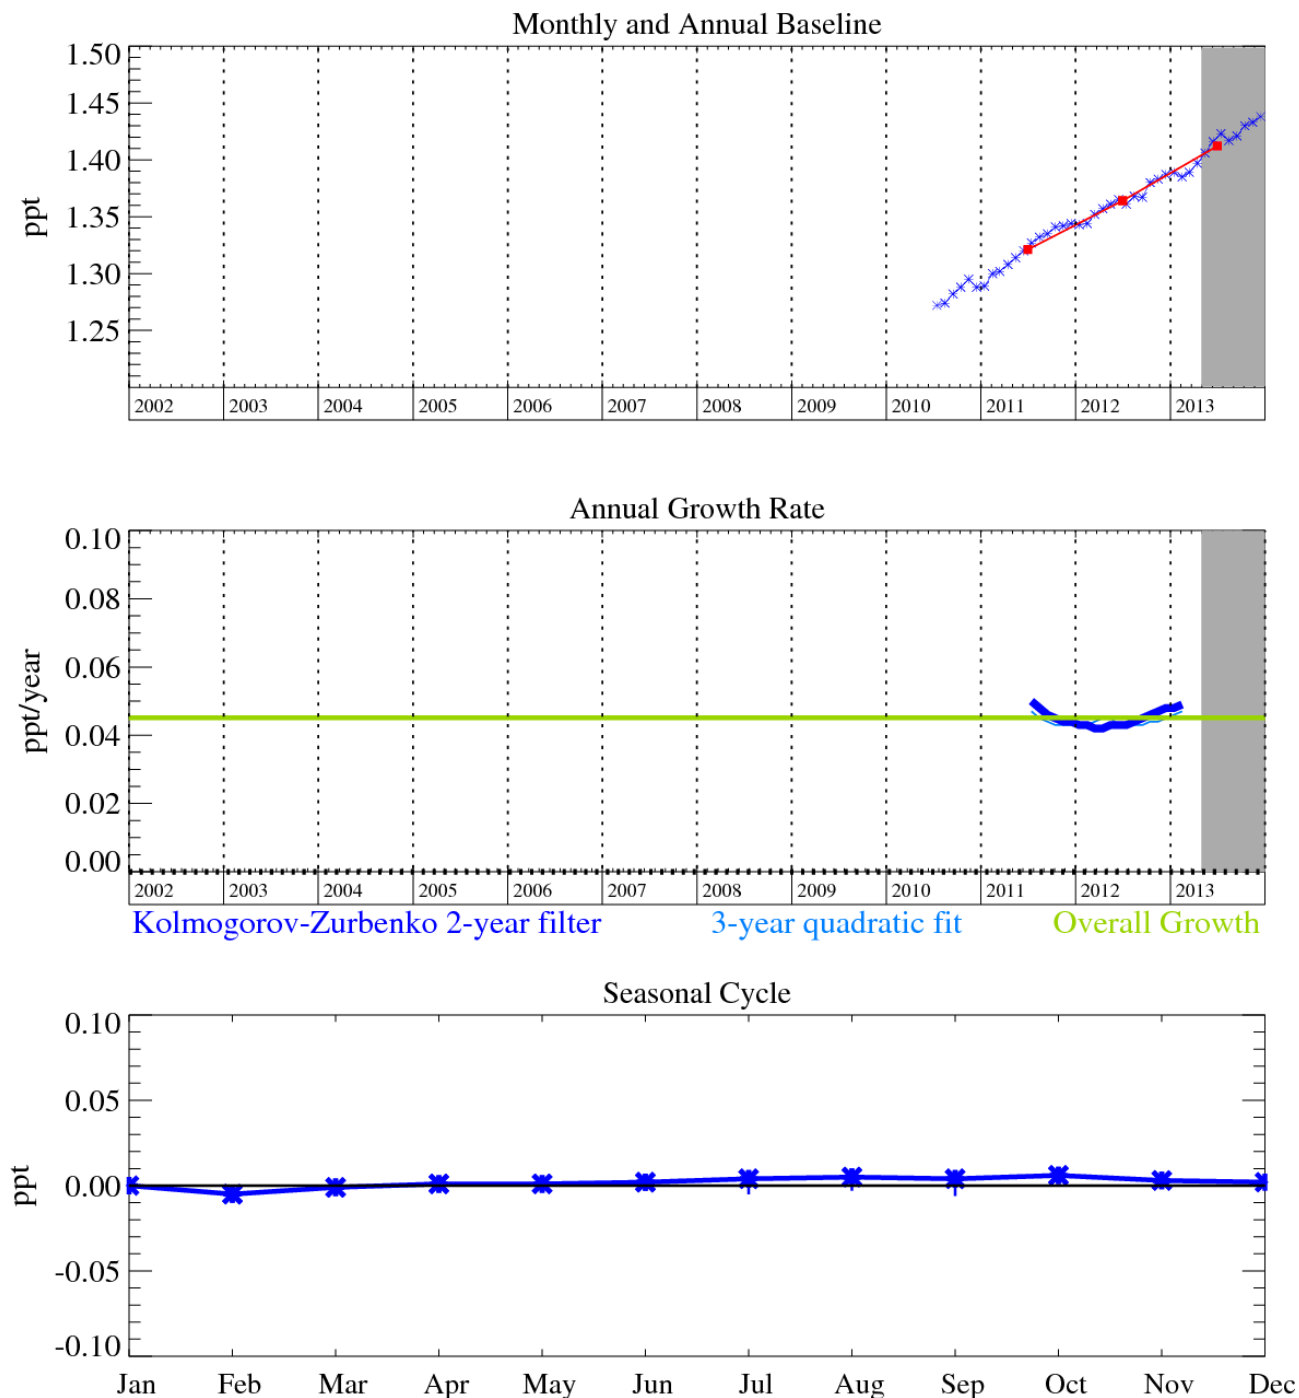 Monthly and Annual Baseline
1.50
1.45
1.40
1.35
1.30
1.25
ppt
2002 2003 2004 2005 2006 2007 2008 2009 2010 2011 2012 2013
Annual Growth Rate
0.10
0.08
0.06
0.04
0.02
0.00
ppt/year
2002 2003 2004 2005 2006 2007 2008 2009 2010 2011 2012 2013
Kolmogorov-Zurbenko 2-year filter 3-year quadratic fit Overall Growth
Seasonal Cycle
0.10
0.05
0.00
-0.05
-0.10
ppt
Jan Feb Mar Apr May Jun Jul Aug Sep Oct Nov Dec